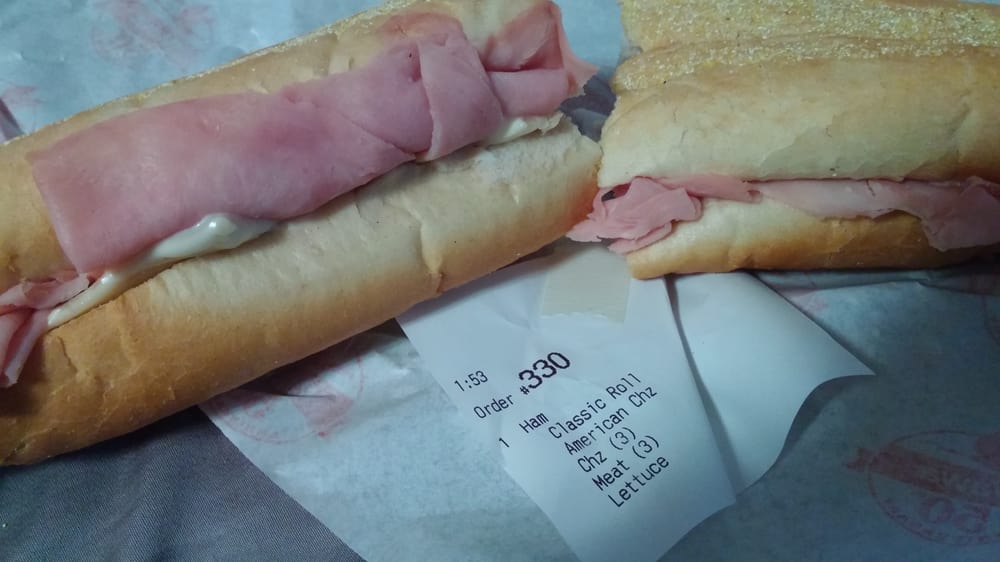 1:53
Order #330
1 Ham
Classic Roll
American Chz
Chz (3)
Meat (3)
Lettuce